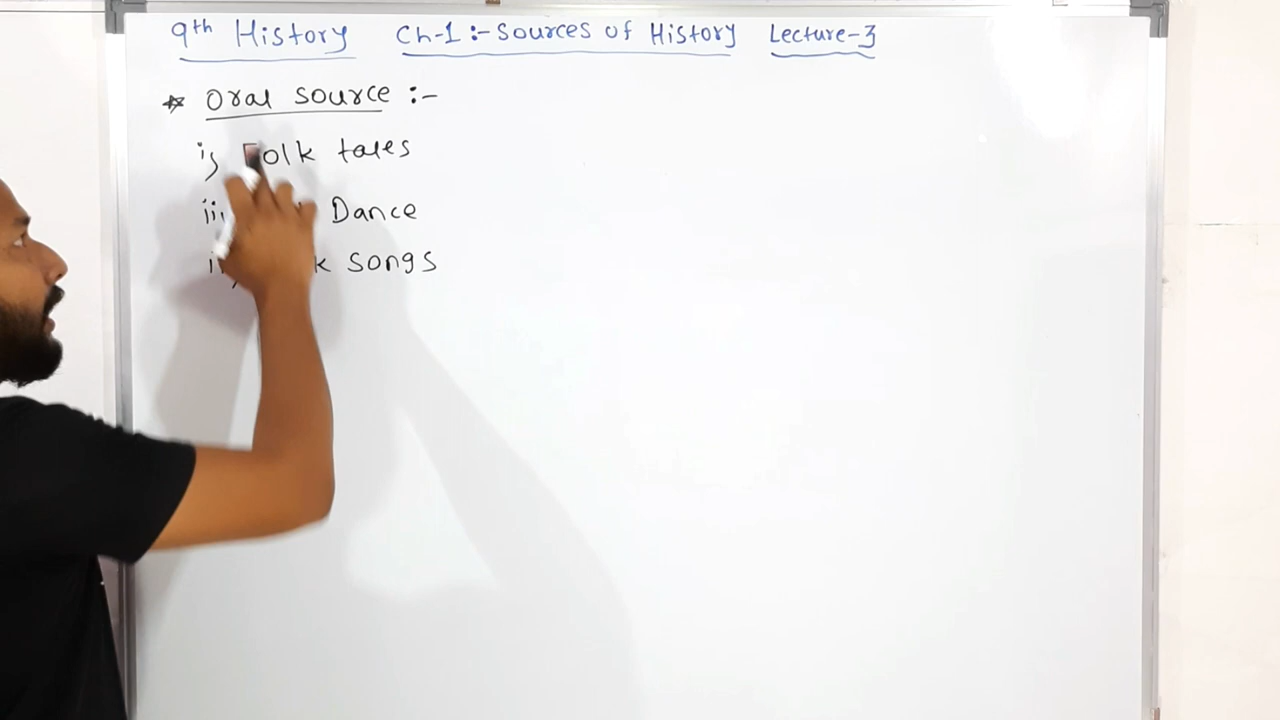 9th History Ch-1:- Sources of History Lecture-3
* Oral source :-
i) Folk tales
Dance
songs